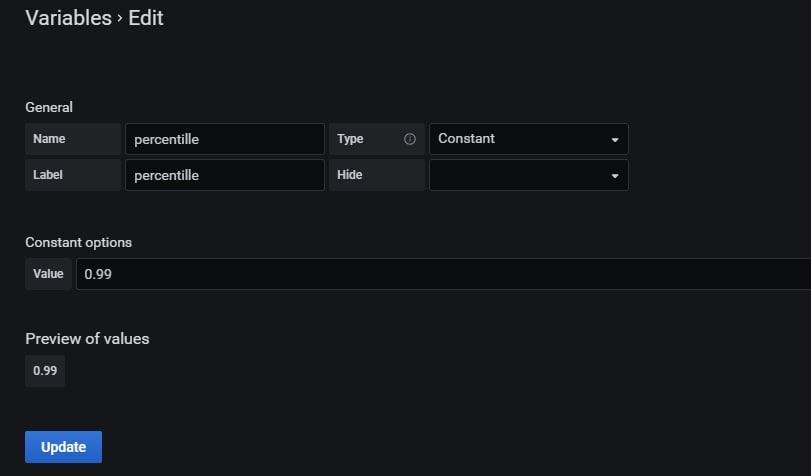 Variables › Edit
General
Name percentille Type Constant
Label percentille Hide
Constant options
Value 0.99
Preview of values
0.99
Update